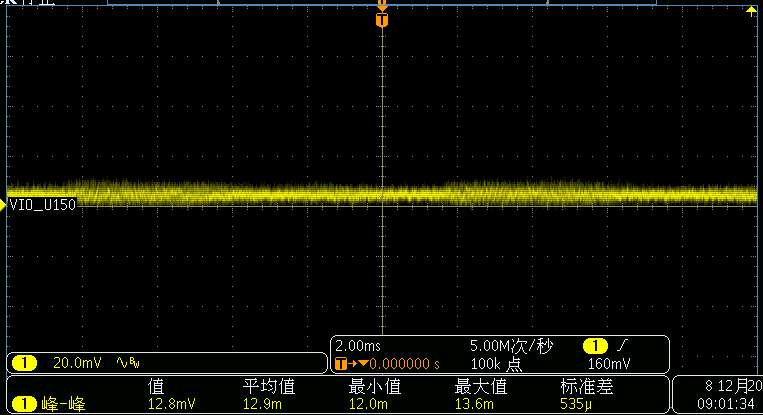 T
VIO_U150
2.00ms 5.00M次/秒 1
T 0.000000 s 100k 点 160mV
1 20.0mV BW
值 平均值 最小值 最大值 标准差
1 峰-峰 12.8mV 12.9m 12.0m 13.6m 535μ
8 12月20
09:01:34